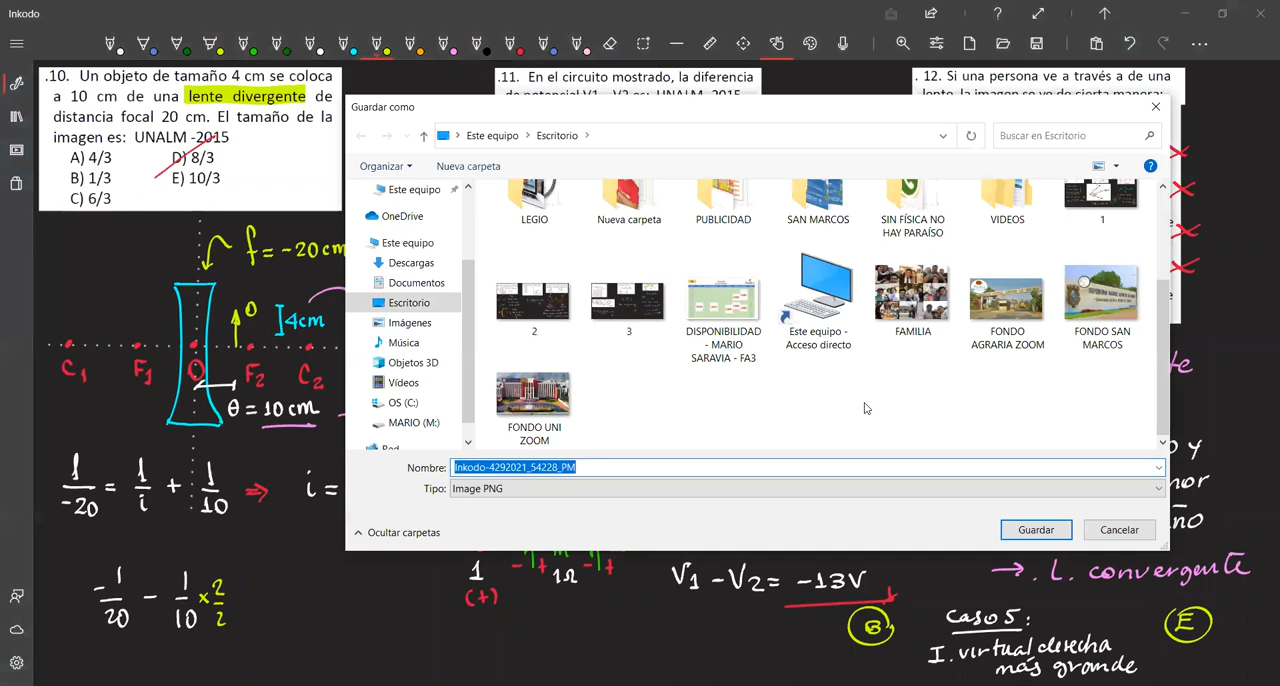 Inkodo
.10. Un objeto de tamaño 4 cm se coloca
a 10 cm de una lente divergente de
distancia focal 20 cm. El tamaño de la
imagen es: UNALM -2015
A) 4/3 D) 8/3
B) 1/3 E) 10/3
C) 6/3
.11. En el circuito mostrado, la diferencia
12. Si una persona ve a través a de una
f = -20cm
O
4cm
C1 F1 O F2 C2
θ = 10cm
1/-20 = 1/i + 1/10 ⇒ i =
-1/20 - 1/10 × 2/2
Guardar como
Este equipo > Escritorio >
Buscar en Escritorio
Organizar
Nueva carpeta
Este equipo
OneDrive
Este equipo
Descargas
Documentos
Escritorio
Imágenes
Música
Objetos 3D
Vídeos
OS (C:)
MARIO (M:)
LEGIO
Nueva carpeta
PUBLICIDAD
SAN MARCOS
SIN FÍSICA NO
HAY PARAÍSO
VIDEOS
1
2
3
DISPONIBILIDAD
- MARIO
SARAVIA - FA3
Este equipo -
Acceso directo
FAMILIA
FONDO
AGRARIA ZOOM
FONDO SAN
MARCOS
FONDO UNI
ZOOM
Nombre: Inkodo-4292021_54228_PM
Tipo: Image PNG
Ocultar carpetas
Guardar
Cancelar
1
(+)
- + - +
1Ω
V1 - V2 = -13V
B
y
→ . L. convergente
Caso 5:
I. virtual derecha
más grande
E